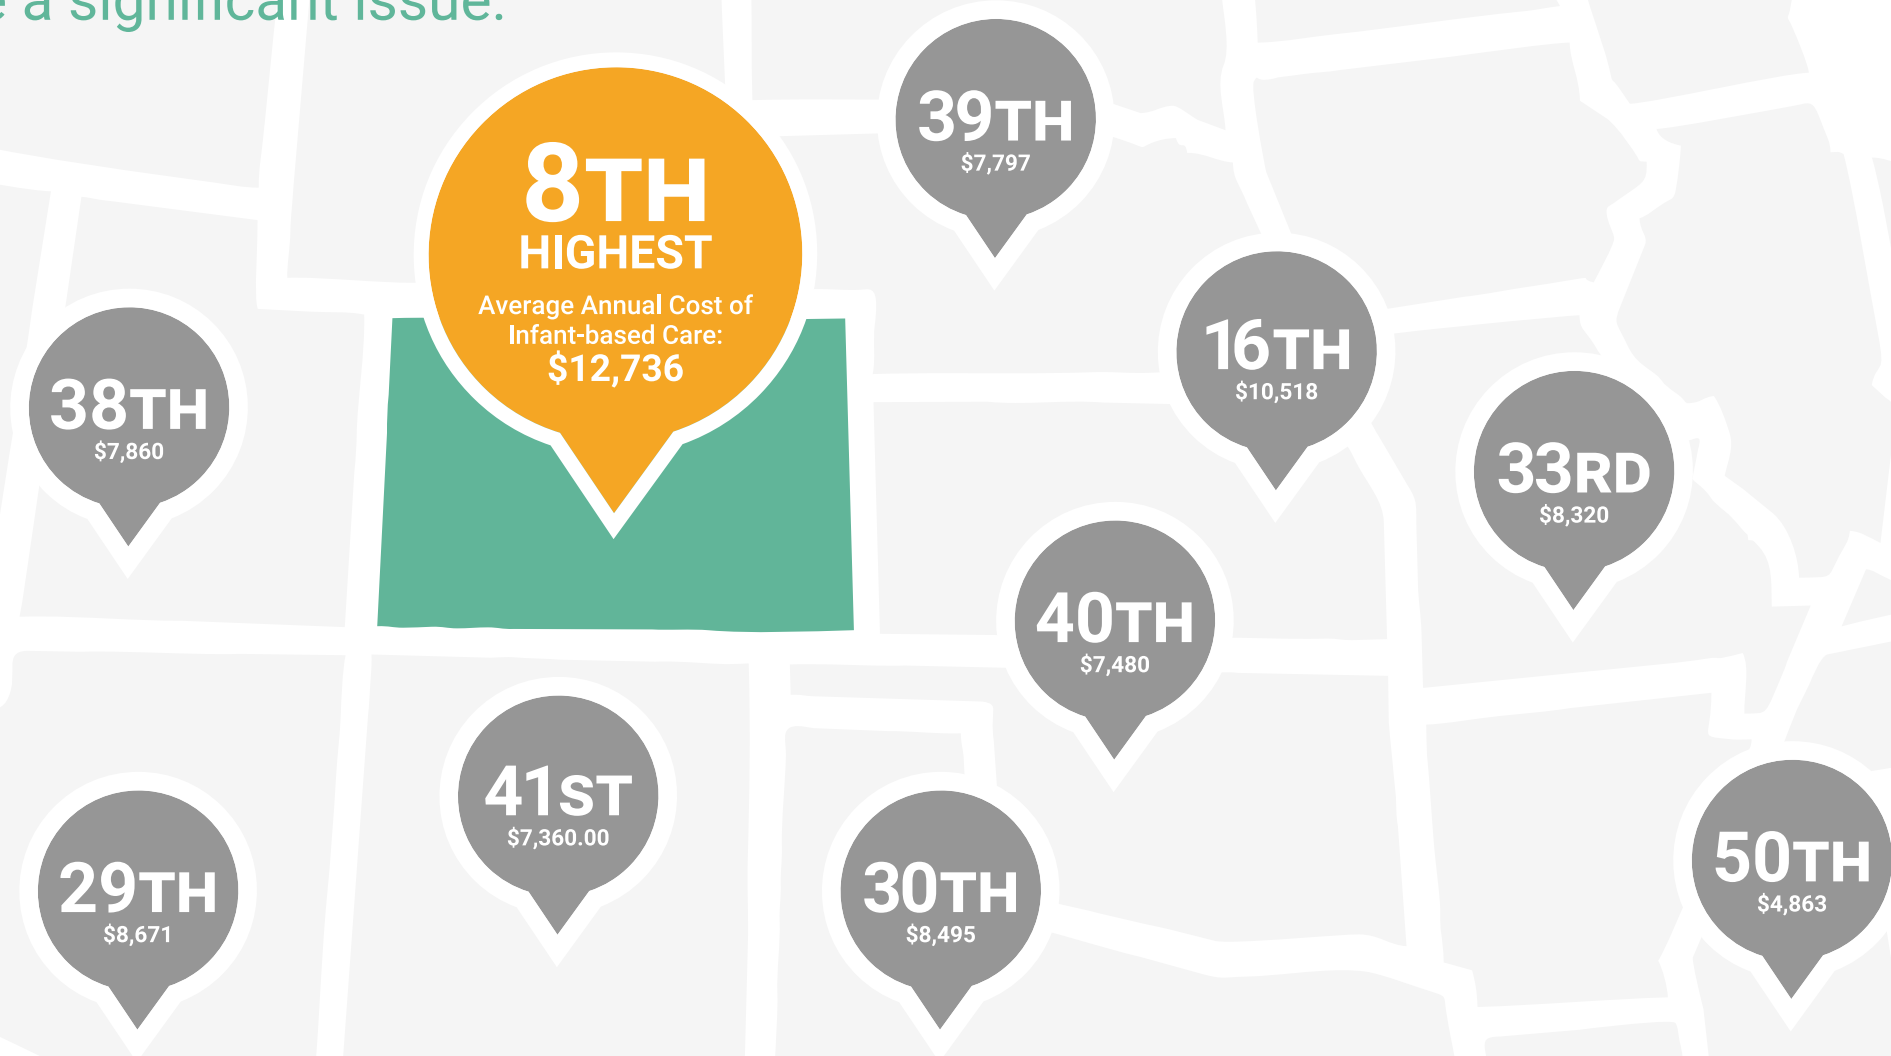 e a significant issue.
39TH
$7,797
8TH
HIGHEST
Average Annual Cost of
Infant-based Care:
$12,736
16TH
$10,518
38TH
$7,860
33RD
$8,320
40TH
$7,480
41ST
$7,360.00
29TH
$8,671
30TH
$8,495
50TH
$4,863